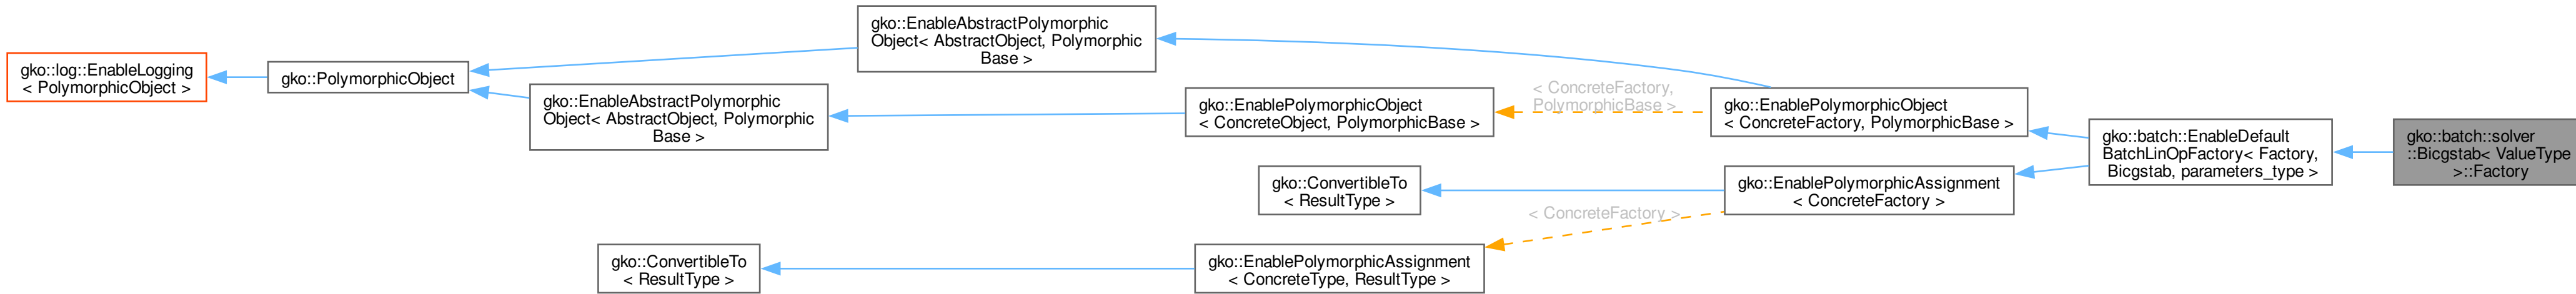 gko::EnableAbstractPolymorphic
Object< AbstractObject, Polymorphic
Base >
gko::log::EnableLogging
< PolymorphicObject >
gko::PolymorphicObject
gko::EnableAbstractPolymorphic
Object< AbstractObject, Polymorphic
Base >
gko::EnablePolymorphicObject
< ConcreteObject, PolymorphicBase >
< ConcreteFactory,
PolymorphicBase >
gko::EnablePolymorphicObject
< ConcreteFactory, PolymorphicBase >
gko::batch::EnableDefault
BatchLinOpFactory< Factory,
Bicgstab, parameters_type >
gko::batch::solver
::Bicgstab< ValueType
>::Factory
gko::ConvertibleTo
< ResultType >
gko::EnablePolymorphicAssignment
< ConcreteFactory >
< ConcreteFactory >
gko::ConvertibleTo
< ResultType >
gko::EnablePolymorphicAssignment
< ConcreteType, ResultType >